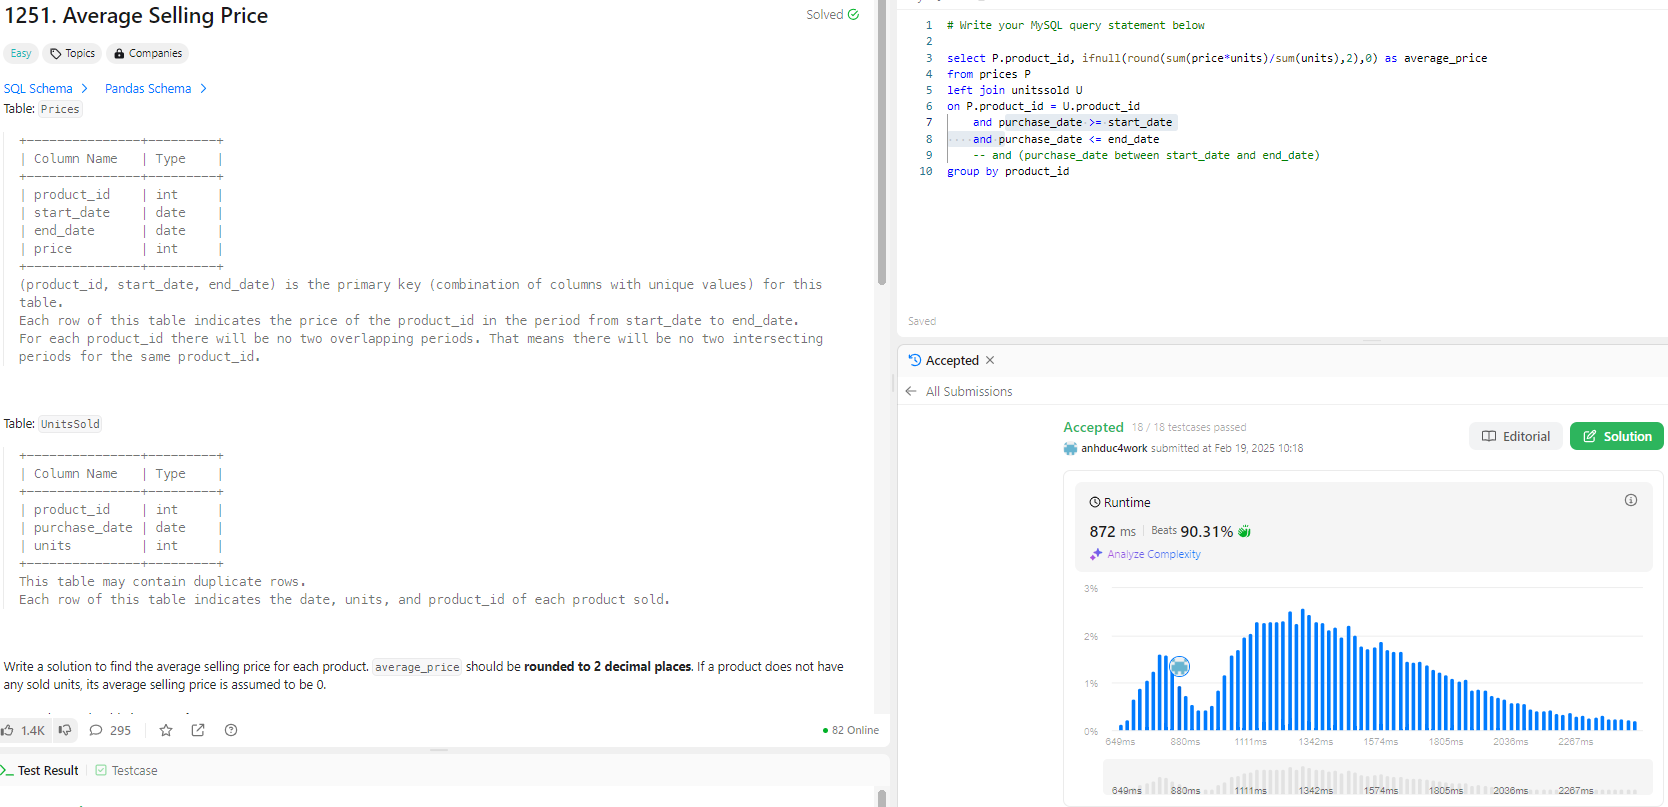 1251. Average Selling Price
Solved
Easy
Topics
Companies
SQL Schema
Pandas Schema
Table: Prices
+---------------+---------+
| Column Name   | Type    |
+---------------+---------+
| product_id    | int     |
| start_date    | date    |
| end_date      | date    |
| price         | int     |
+---------------+---------+
(product_id, start_date, end_date) is the primary key (combination of columns with unique values) for this
table.
Each row of this table indicates the price of the product_id in the period from start_date to end_date.
For each product_id there will be no two overlapping periods. That means there will be no two intersecting
periods for the same product_id.
Table: UnitsSold
+---------------+---------+
| Column Name   | Type    |
+---------------+---------+
| product_id    | int     |
| purchase_date | date    |
| units         | int     |
+---------------+---------+
This table may contain duplicate rows.
Each row of this table indicates the date, units, and product_id of each product sold.
Write a solution to find the average selling price for each product. average_price should be rounded to 2 decimal places. If a product does not have
any sold units, its average selling price is assumed to be 0.
1.4K
295
82 Online
Test Result
Testcase
1 # Write your MySQL query statement below
2
3 select P.product_id, ifnull(round(sum(price*units)/sum(units),2),0) as average_price
4 from prices P
5 left join unitssold U
6 on P.product_id = U.product_id
7     and purchase_date >= start_date
8     and purchase_date <= end_date
9     -- and (purchase_date between start_date and end_date)
10 group by product_id
Saved
Accepted
All Submissions
Accepted 18 / 18 testcases passed
anhduc4work submitted at Feb 19, 2025 10:18
Editorial
Solution
Runtime
872 ms
Beats 90.31%
Analyze Complexity
3%
2%
1%
0%
649ms 880ms 1111ms 1342ms 1574ms 1805ms 2036ms 2267ms
649ms 880ms 1111ms 1342ms 1574ms 1805ms 2036ms 2267ms